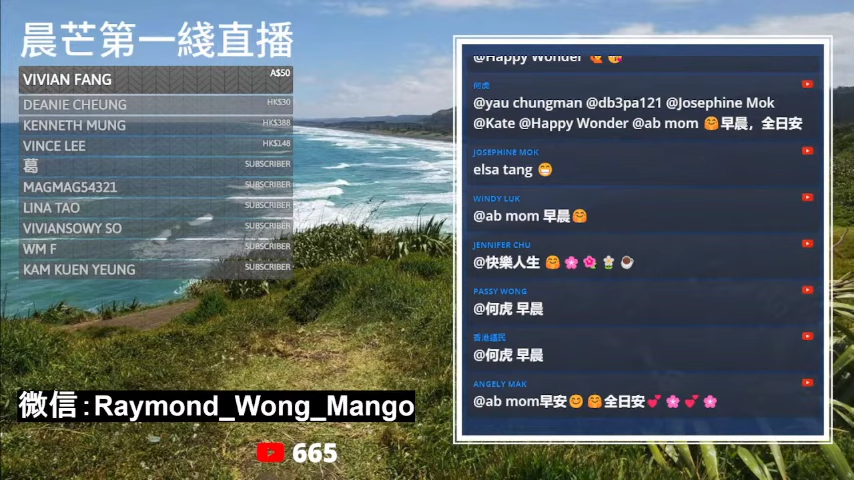 晨芒第一綫直播
VIVIAN FANG A$50
DEANIE CHEUNG HK$30
KENNETH MUNG HK$388
VINCE LEE HK$148
葛 SUBSCRIBER
MAGMAG54321 SUBSCRIBER
LINA TAO SUBSCRIBER
VIVIANSOWY SO SUBSCRIBER
WM F SUBSCRIBER
KAM KUEN YEUNG SUBSCRIBER
微信:Raymond_Wong_Mango
665
@Happy Wonder
何虎
@yau chungman @db3pa121 @Josephine Mok
@Kate @Happy Wonder @ab mom 🤗早晨，全日安
JOSEPHINE MOK
elsa tang 😁
WINDY LUK
@ab mom 早晨🤗
JENNIFER CHU
@快樂人生 🤗🌸🌺🌷☕
PASSY WONG
@何虎 早晨
@何虎 早晨
ANGELY MAK
@ab mom早安😊🤗全日安💕🌸💕🌸